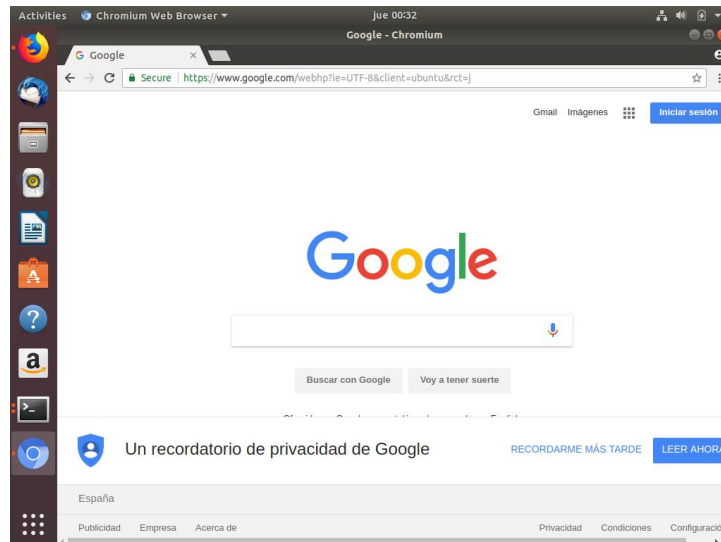 Activities Chromium Web Browser jue 00:32
Google - Chromium
G Google ×
Secure https://www.google.com/webhp?ie=UTF-8&client=ubuntu&rct=j
Gmail Imágenes Iniciar sesión
Google
Buscar con Google Voy a tener suerte
Un recordatorio de privacidad de Google RECORDARME MÁS TARDE LEER AHORA
España
Publicidad Empresa Acerca de Privacidad Condiciones Configuració